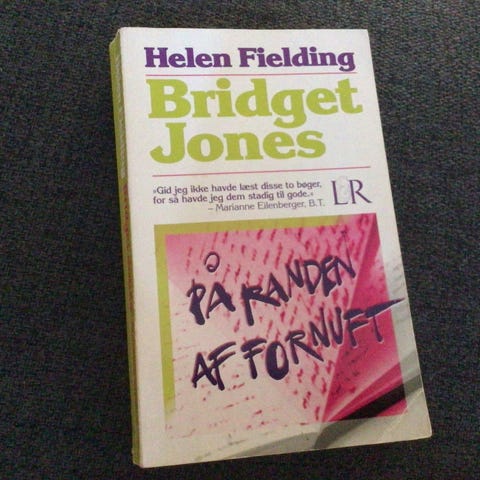 Helen Fielding
Bridget
Jones
»Gid jeg ikke havde læst disse to bøger,
for så havde jeg dem stadig til gode.«
– Marianne Eilenberger, B.T.
L&R
PÅ RANDEN
AF FORNUFT